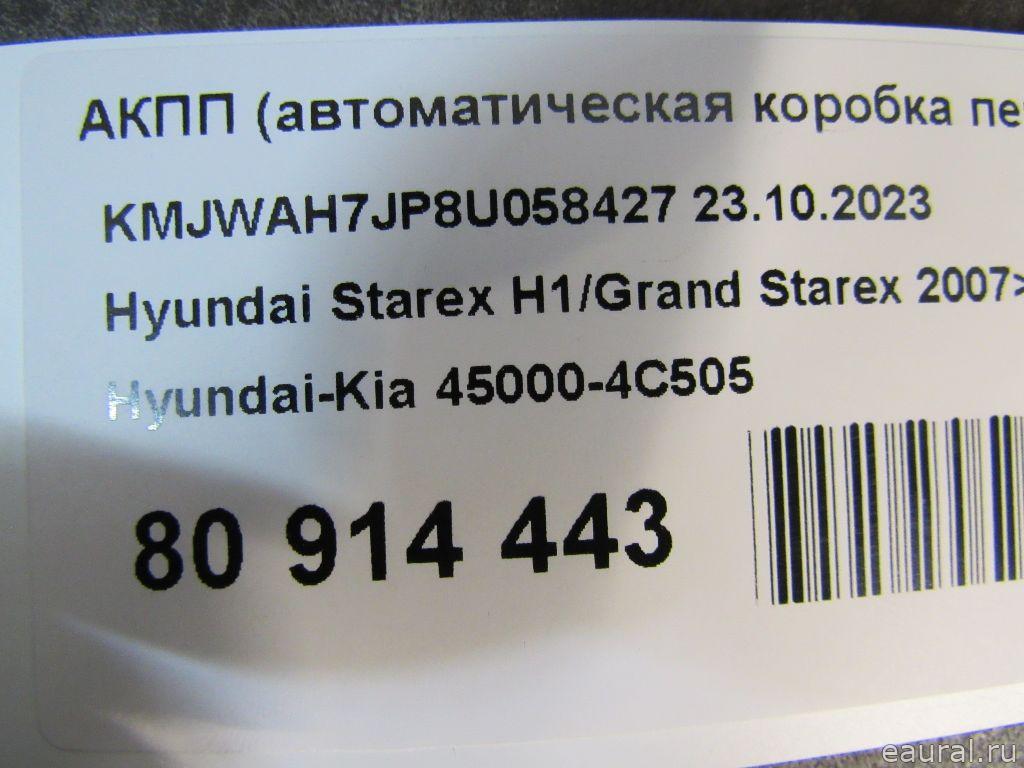 АКПП (автоматическая коробка пе
KMJWAH7JP8U058427 23.10.2023
Hyundai Starex H1/Grand Starex 2007>
Hyundai-Kia 45000-4C505
80 914 443
eaural.ru